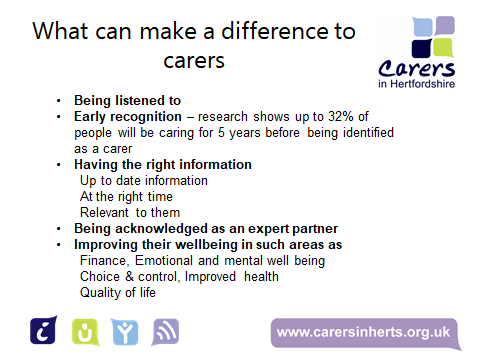 What can make a difference to
carers
Carers
in Hertfordshire
• Being listened to
• Early recognition – research shows up to 32% of
people will be caring for 5 years before being identified
as a carer
• Having the right information
Up to date information
At the right time
Relevant to them
• Being acknowledged as an expert partner
• Improving their wellbeing in such areas as
Finance, Emotional and mental well being
Choice & control, Improved health
Quality of life
www.carersinherts.org.uk